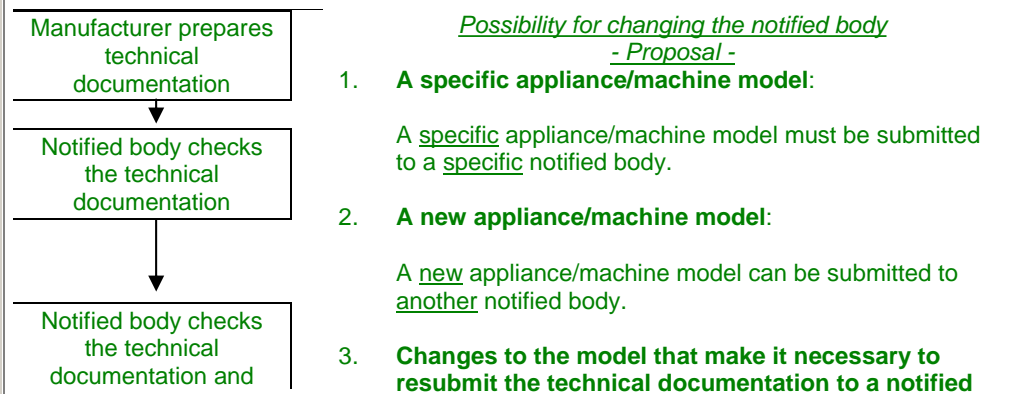 Manufacturer prepares
technical
documentation
Notified body checks
the technical
documentation
Notified body checks
the technical
documentation and
Possibility for changing the notified body
- Proposal -
1. A specific appliance/machine model:
A specific appliance/machine model must be submitted
to a specific notified body.
2. A new appliance/machine model:
A new appliance/machine model can be submitted to
another notified body.
3. Changes to the model that make it necessary to
resubmit the technical documentation to a notified